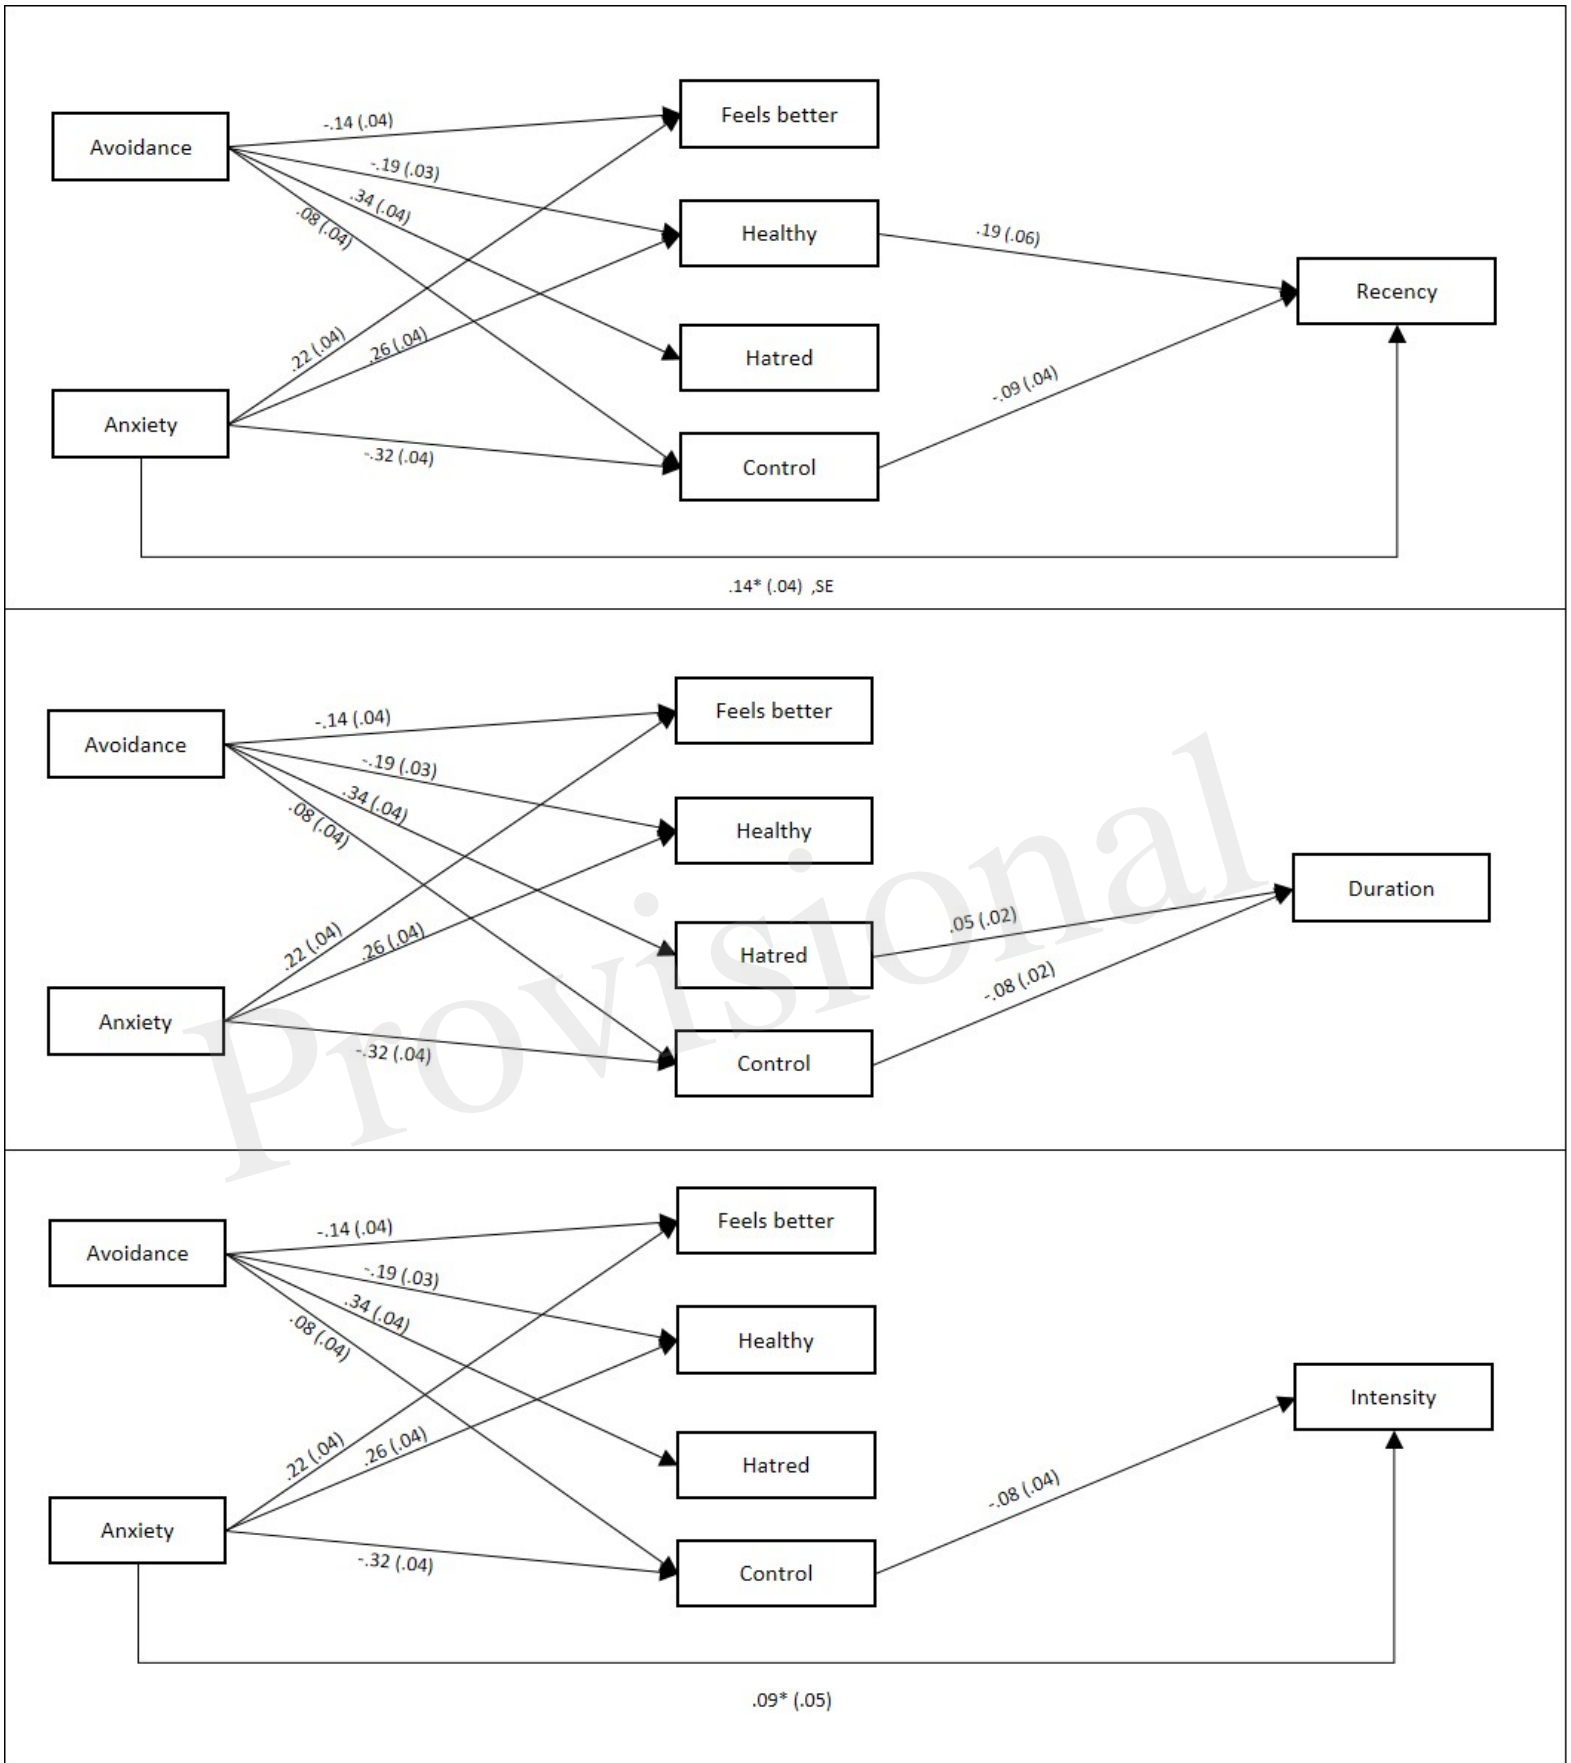 Feels better
-.14 (.04)
Avoidance
-.19 (.03)
.34 (.04)
.08 (.04)
Healthy
.19 (.06)
Recency
.22 (.04)
.26 (.04)
Hatred
-.09 (.04)
Anxiety
-.32 (.04)
Control
.14* (.04) ,SE
Feels better
-.14 (.04)
Avoidance
-.19 (.03)
.34 (.04)
.08 (.04)
Healthy
Duration
.05 (.02)
.22 (.04)
.26 (.04)
Hatred
-.08 (.02)
Anxiety
-.32 (.04)
Control
Provisional
Feels better
-.14 (.04)
Avoidance
-.19 (.03)
.34 (.04)
.08 (.04)
Healthy
Intensity
.22 (.04)
.26 (.04)
Hatred
-.08 (.04)
Anxiety
-.32 (.04)
Control
.09* (.05)